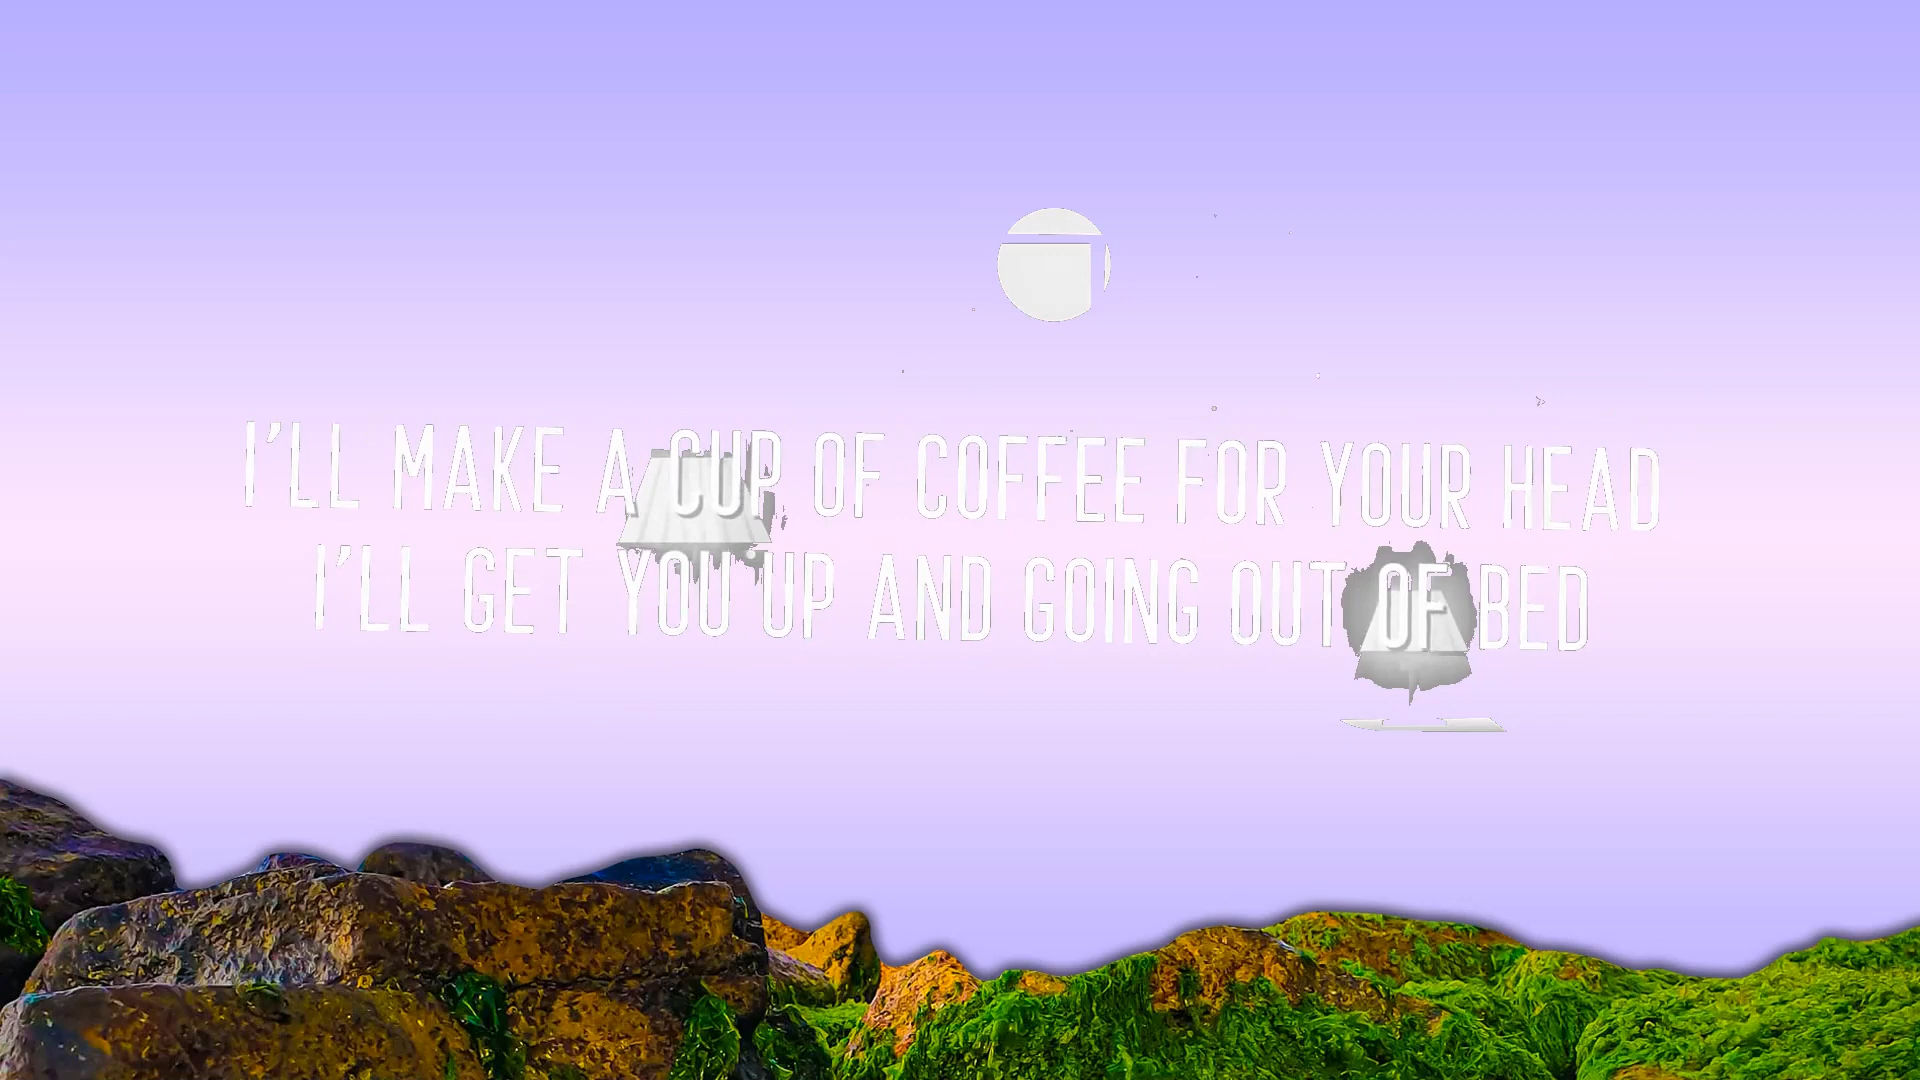 I'LL MAKE A CUP OF COFFEE FOR YOUR HEAD
I'LL GET YOU UP AND GOING OUT OF BED